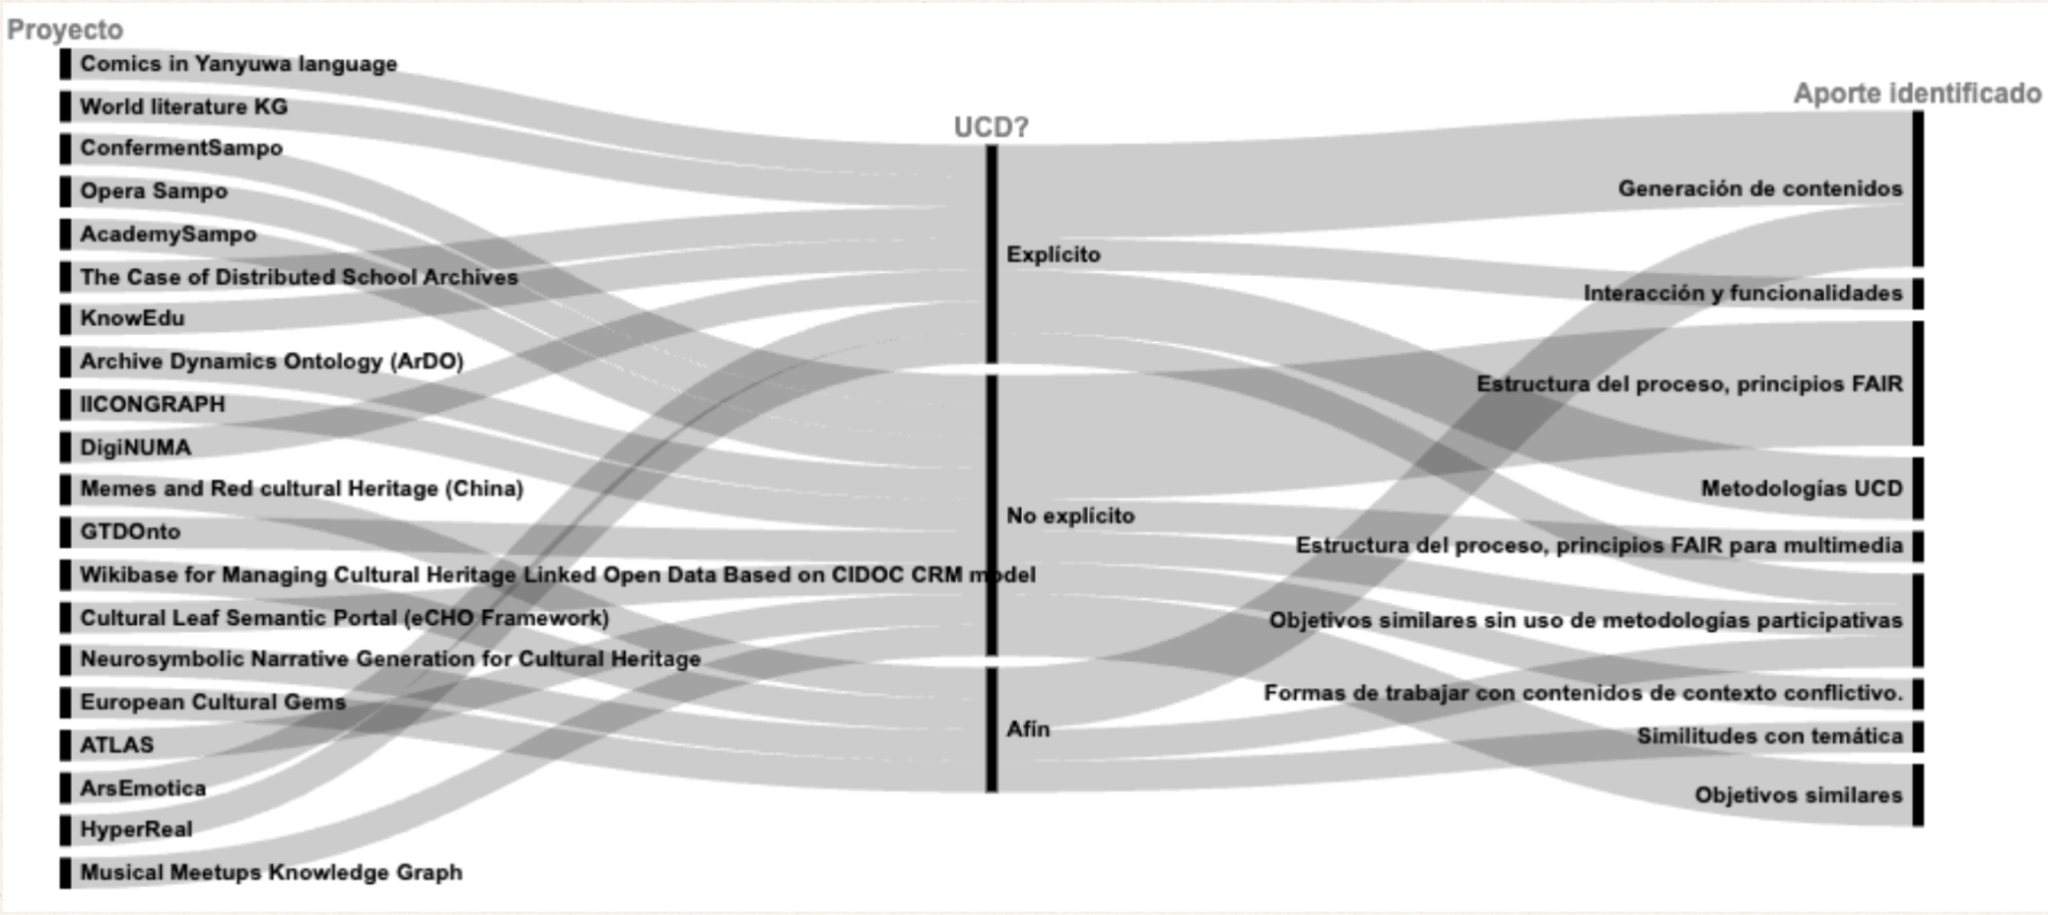 Proyecto
Comics in Yanyuwa language
World literature KG
ConfermentSampo
Opera Sampo
AcademySampo
The Case of Distributed School Archives
KnowEdu
Archive Dynamics Ontology (ArDO)
IICONGRAPH
DigiNUMA
Memes and Red cultural Heritage (China)
GTDOnto
Wikibase for Managing Cultural Heritage Linked Open Data Based on CIDOC CRM model
Cultural Leaf Semantic Portal (eCHO Framework)
Neurosymbolic Narrative Generation for Cultural Heritage
European Cultural Gems
ATLAS
ArsEmotica
HyperReal
Musical Meetups Knowledge Graph
UCD?
Explícito
No explícito
Afín
Aporte identificado
Generación de contenidos
Interacción y funcionalidades
Estructura del proceso, principios FAIR
Metodologías UCD
Estructura del proceso, principios FAIR para multimedia
Objetivos similares sin uso de metodologías participativas
Formas de trabajar con contenidos de contexto conflictivo.
Similitudes con temática
Objetivos similares